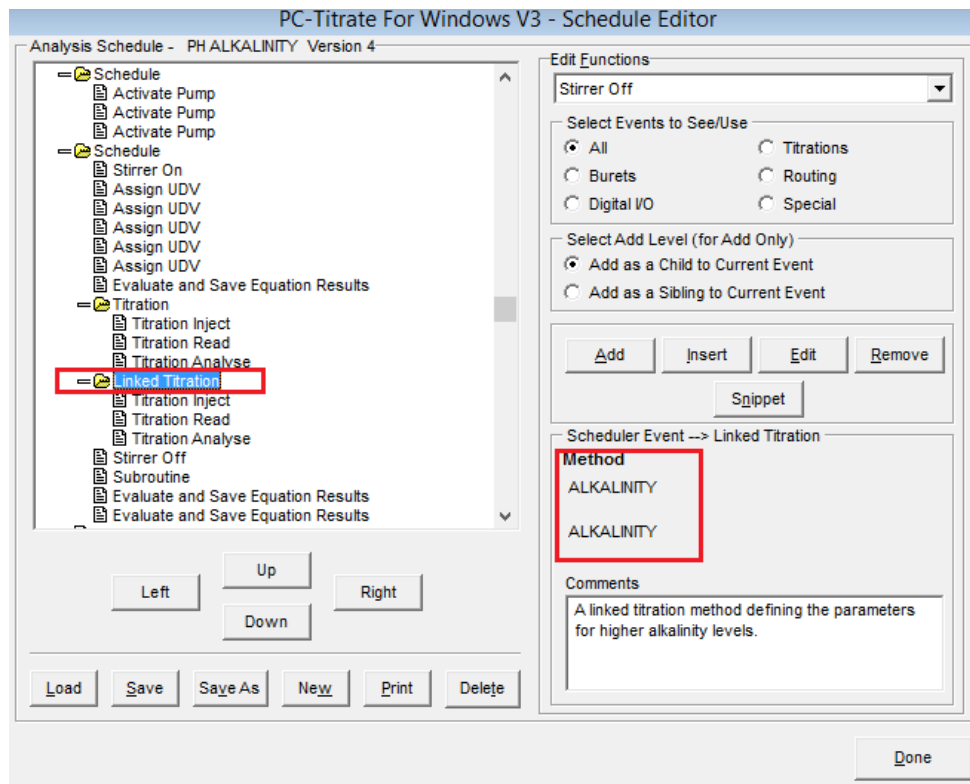 PC-Titrate For Windows V3 - Schedule Editor
Analysis Schedule - PH ALKALINITY Version 4
Schedule
Activate Pump
Activate Pump
Activate Pump
Schedule
Stirrer On
Assign UDV
Assign UDV
Assign UDV
Assign UDV
Assign UDV
Evaluate and Save Equation Results
Titration
Titration Inject
Titration Read
Titration Analyse
Linked Titration
Titration Inject
Titration Read
Titration Analyse
Stirrer Off
Subroutine
Evaluate and Save Equation Results
Evaluate and Save Equation Results
Up
Left
Right
Down
Load
Save
Save As
New
Print
Delete
Edit Functions
Stirrer Off
Select Events to See/Use
All
Titrations
Burets
Routing
Digital I/O
Special
Select Add Level (for Add Only)
Add as a Child to Current Event
Add as a Sibling to Current Event
Add
Insert
Edit
Remove
Snippet
Scheduler Event --> Linked Titration
Method
ALKALINITY
ALKALINITY
Comments
A linked titration method defining the parameters
for higher alkalinity levels.
Done